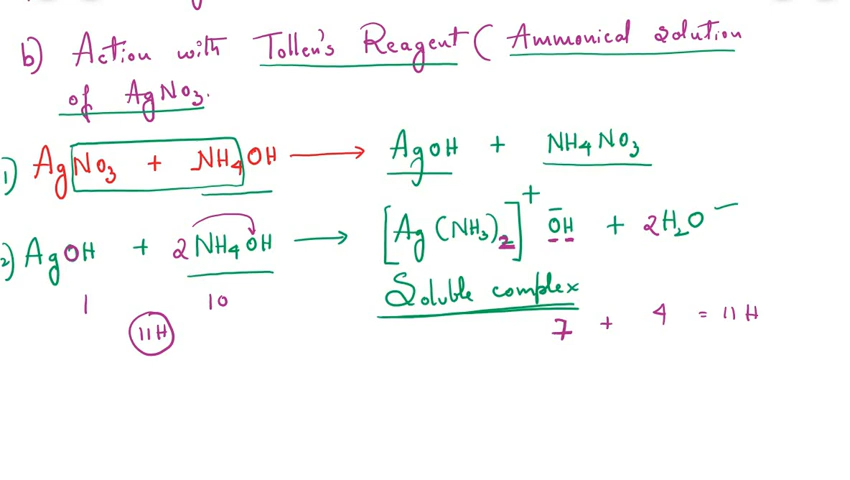 b) Action with Tollen's Reagent ( Ammonical solution
of AgNO3.
1) AgNO3 + NH4OH → AgOH + NH4NO3
2) AgOH + 2NH4OH → [Ag(NH3)2]+ OH⁻ + 2H2O
Soluble complex
1 10 7 + 4 = 11H
11H